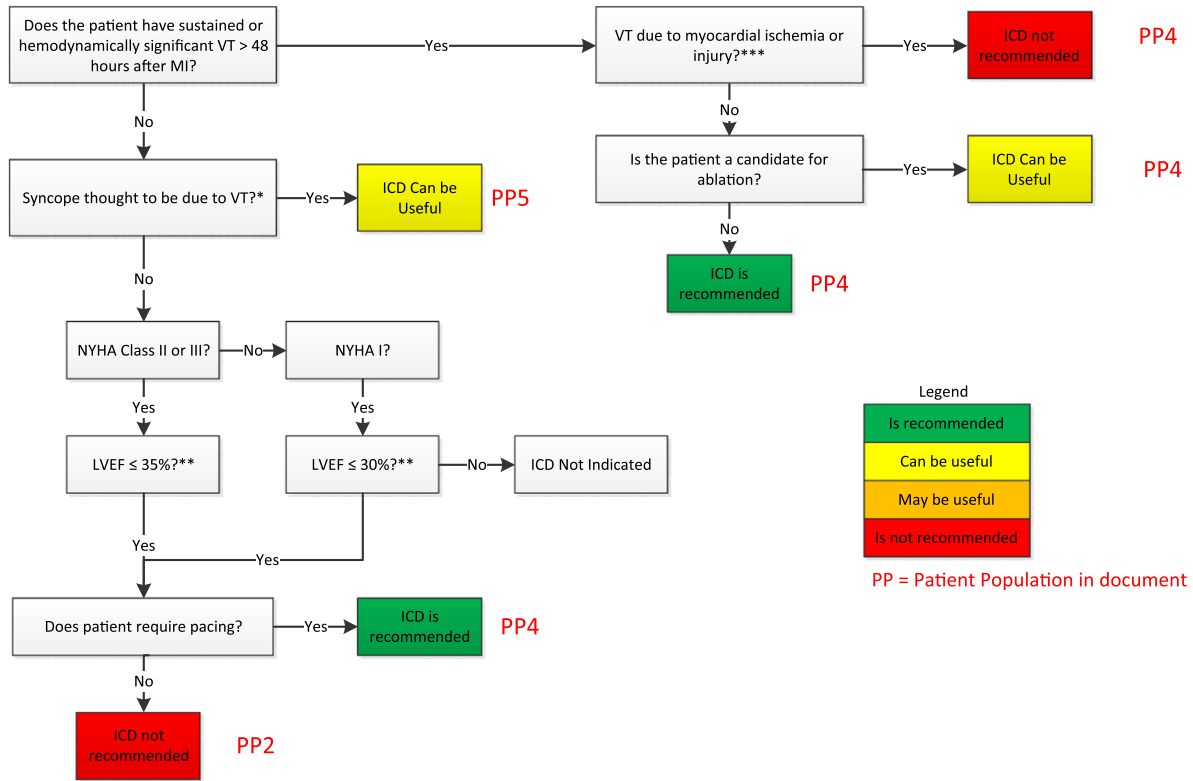 Does the patient have sustained or
hemodynamically significant VT > 48
hours after MI?
Yes
VT due to myocardial ischemia or
injury?***
Yes
ICD not
recommended
PP4
No
No
Is the patient a candidate for
ablation?
Yes
ICD Can be
Useful
PP4
Syncope thought to be due to VT?*
Yes
ICD Can be
Useful
PP5
No
ICD is
recommended
PP4
No
NYHA Class II or III?
No
NYHA I?
Yes
Yes
LVEF ≤ 35%?**
LVEF ≤ 30%?**
No
ICD Not Indicated
Legend
Is recommended
Can be useful
May be useful
Is not recommended
PP = Patient Population in document
Yes
Yes
Does patient require pacing?
Yes
ICD is
recommended
PP4
No
ICD not
recommended
PP2